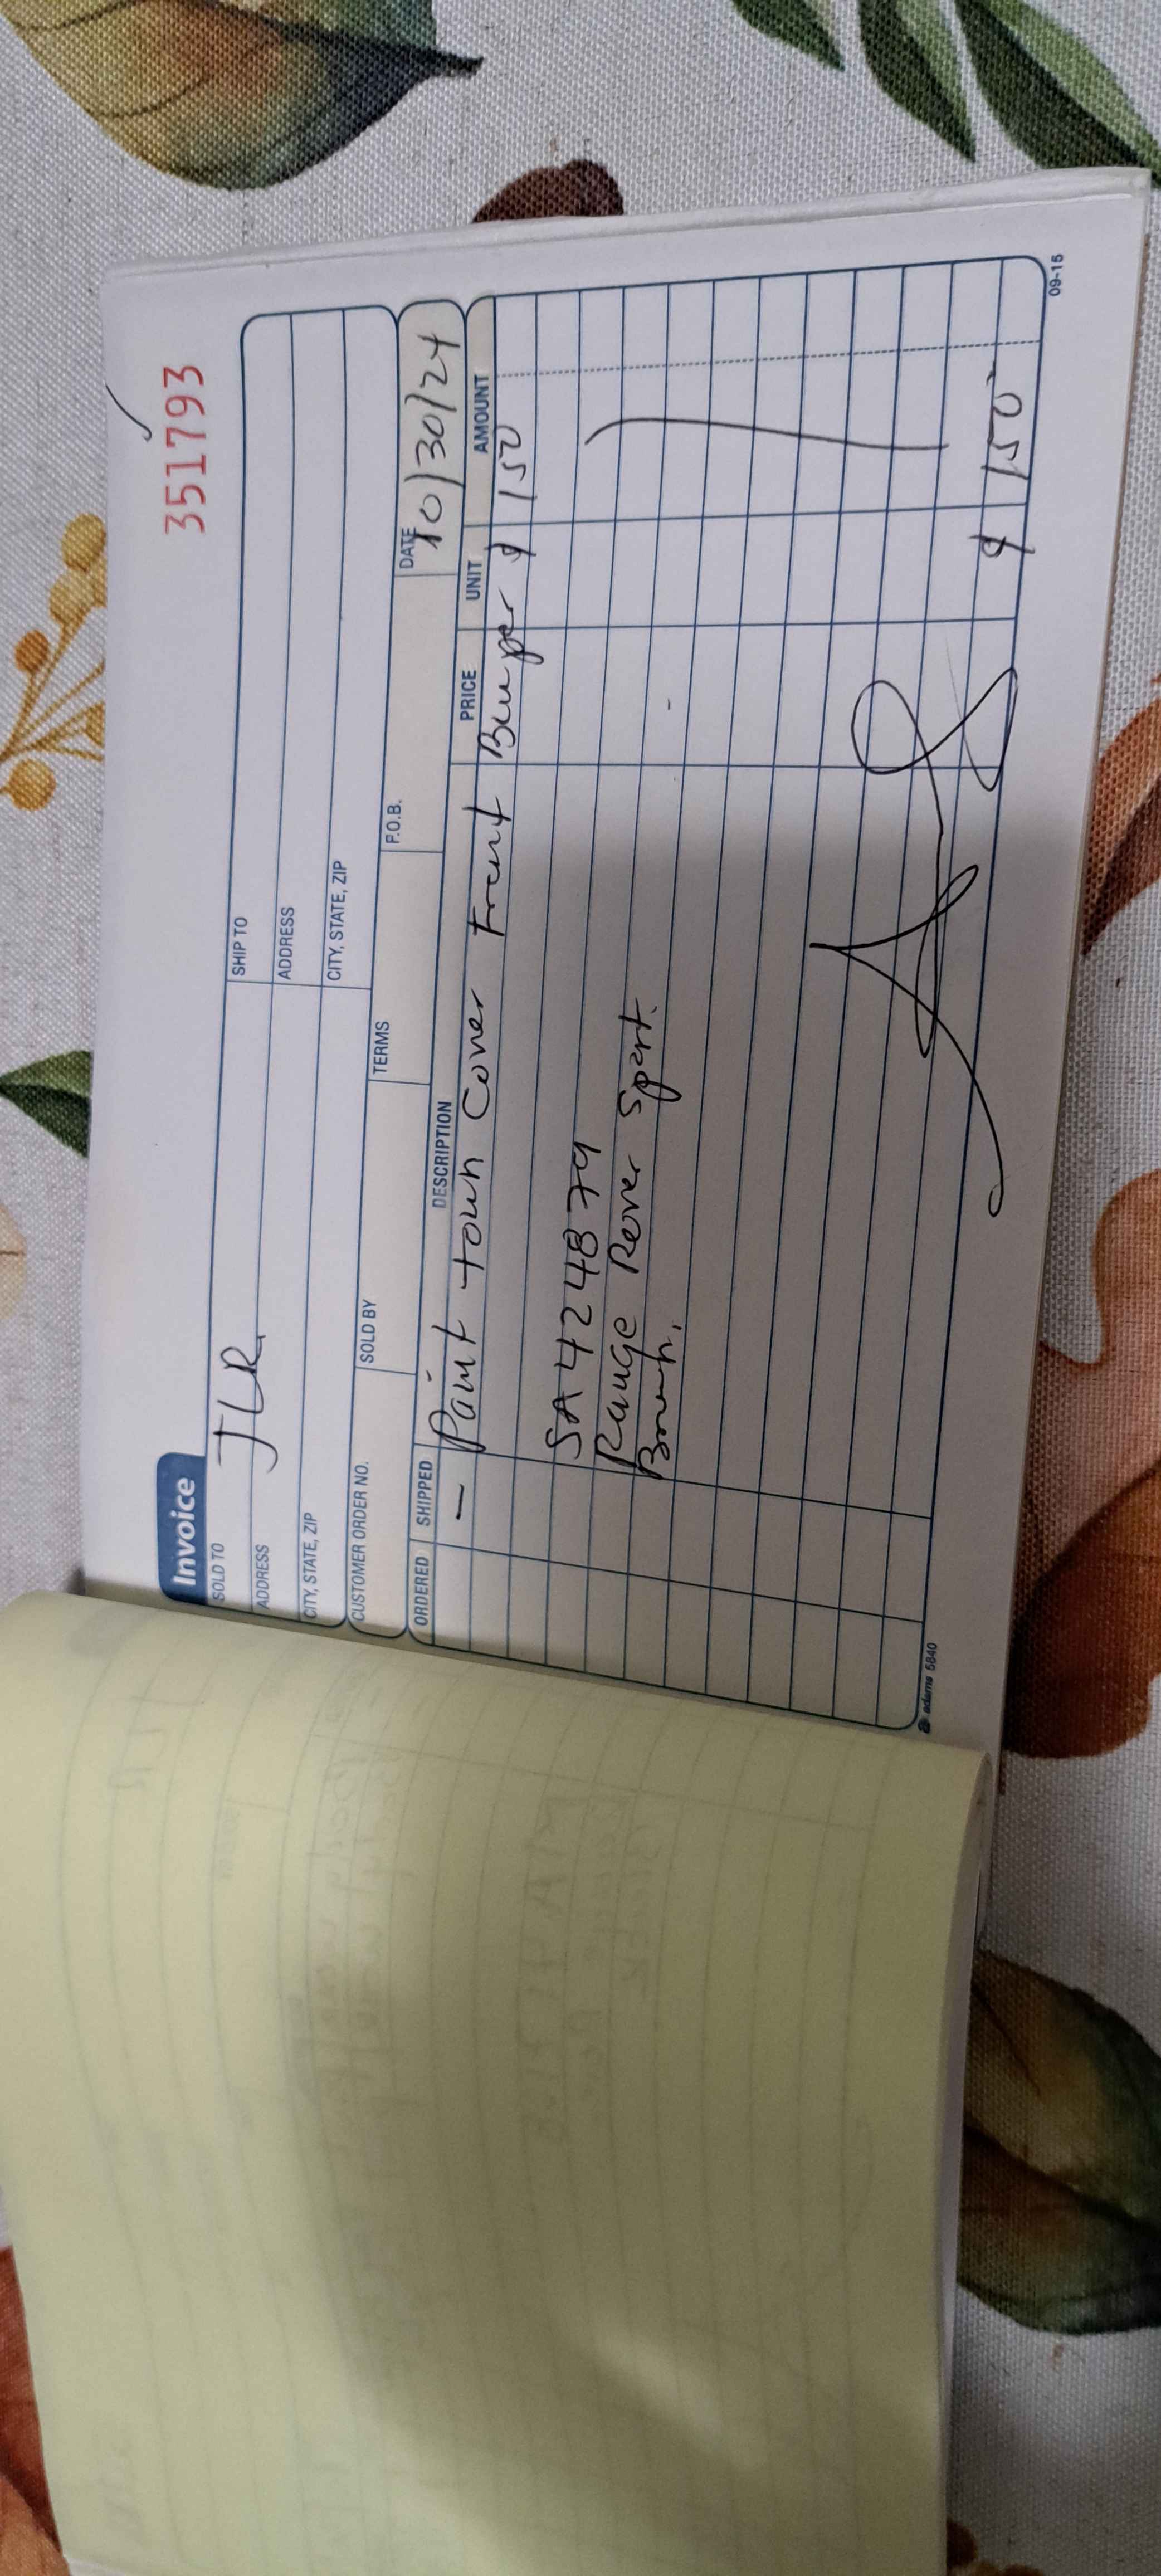 351793
Invoice
SOLD TO JLR
SHIP TO
ADDRESS
ADDRESS
CITY, STATE, ZIP
CITY, STATE, ZIP
CUSTOMER ORDER NO.
SOLD BY
TERMS
F.O.B.
DATE 10/30/24
ORDERED SHIPPED DESCRIPTION PRICE UNIT AMOUNT
- Paint touch Corner Front Bumper $ 150
SA424879
Range Rover Sport.
$ 150
adams 5840
09-15